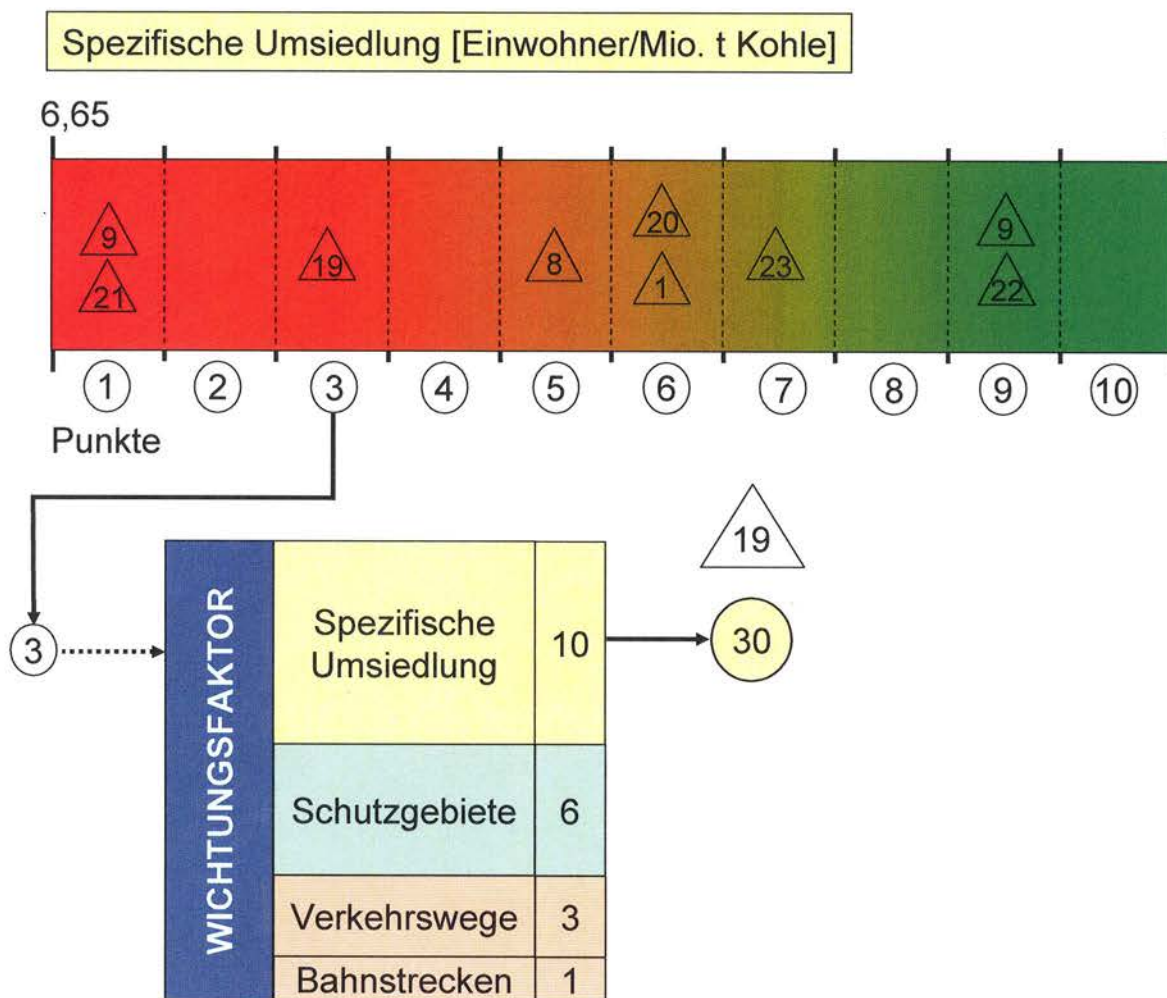 Spezifische Umsiedlung [Einwohner/Mio. t Kohle]
6,65
9 20 9
19 8 23
21 1 22
1 2 3 4 5 6 7 8 9 10
Punkte
19
3
WICHTUNGSFAKTOR
Spezifische
Umsiedlung
10
30
Schutzgebiete 6
Verkehrswege 3
Bahnstrecken 1